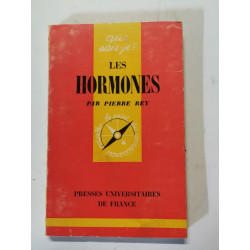 que
sais-je?
LES
HORMONES
PAR PIERRE REY
PRESSES UNIVERSITAIRES
DE FRANCE